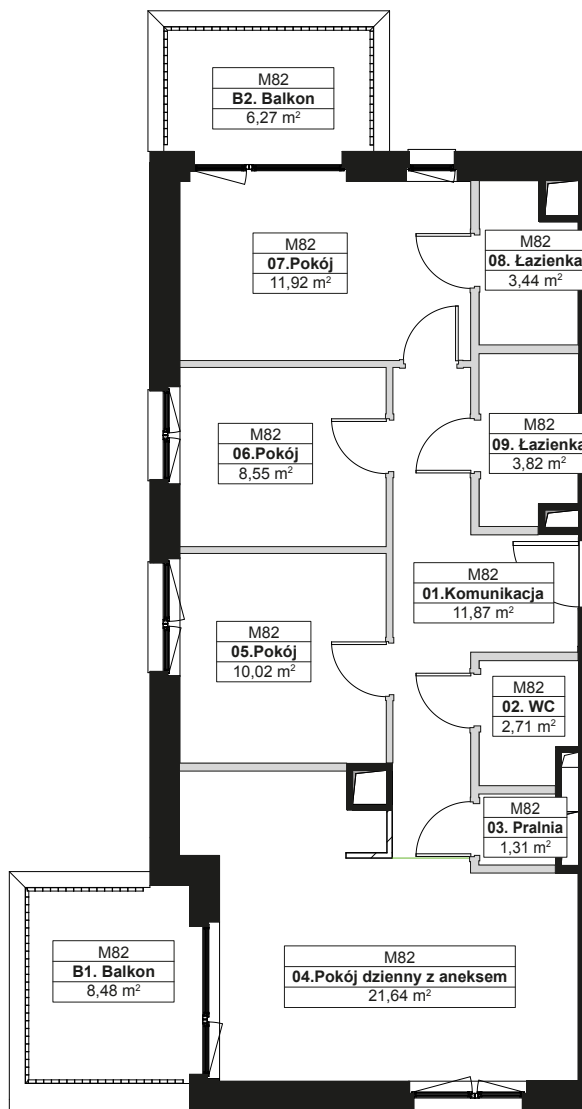 M82
B2. Balkon
6,27 m²
M82
07.Pokój
11,92 m²
M82
08. Łazienka
3,44 m²
M82
06.Pokój
8,55 m²
M82
09. Łazienka
3,82 m²
M82
01.Komunikacja
11,87 m²
M82
05.Pokój
10,02 m²
M82
02. WC
2,71 m²
M82
03. Pralnia
1,31 m²
M82
B1. Balkon
8,48 m²
M82
04.Pokój dzienny z aneksem
21,64 m²